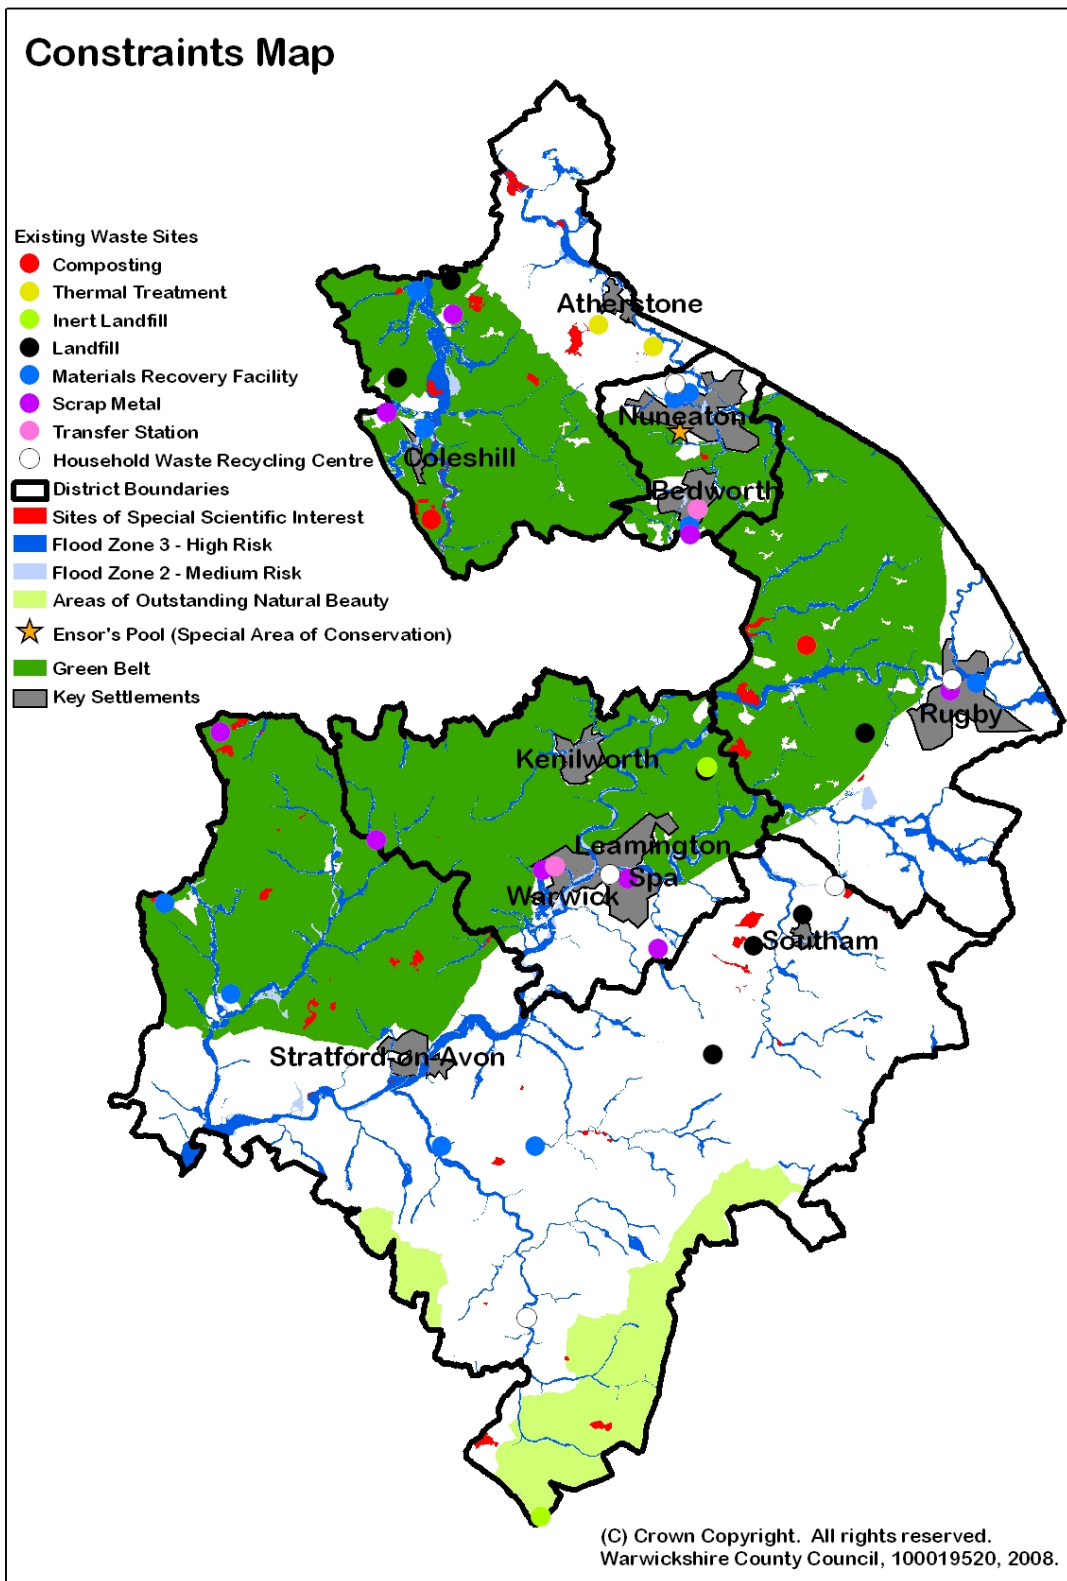 Constraints Map
Existing Waste Sites
Composting
Thermal Treatment
Inert Landfill
Landfill
Materials Recovery Facility
Scrap Metal
Transfer Station
Household Waste Recycling Centre
District Boundaries
Sites of Special Scientific Interest
Flood Zone 3 - High Risk
Flood Zone 2 - Medium Risk
Areas of Outstanding Natural Beauty
Ensor's Pool (Special Area of Conservation)
Green Belt
Key Settlements
Atherstone
Nuneaton
Coleshill
Bedworth
Rugby
Kenilworth
Leamington
Spa
Warwick
Southam
Stratford-on-Avon
(C) Crown Copyright. All rights reserved.
Warwickshire County Council, 100019520, 2008.